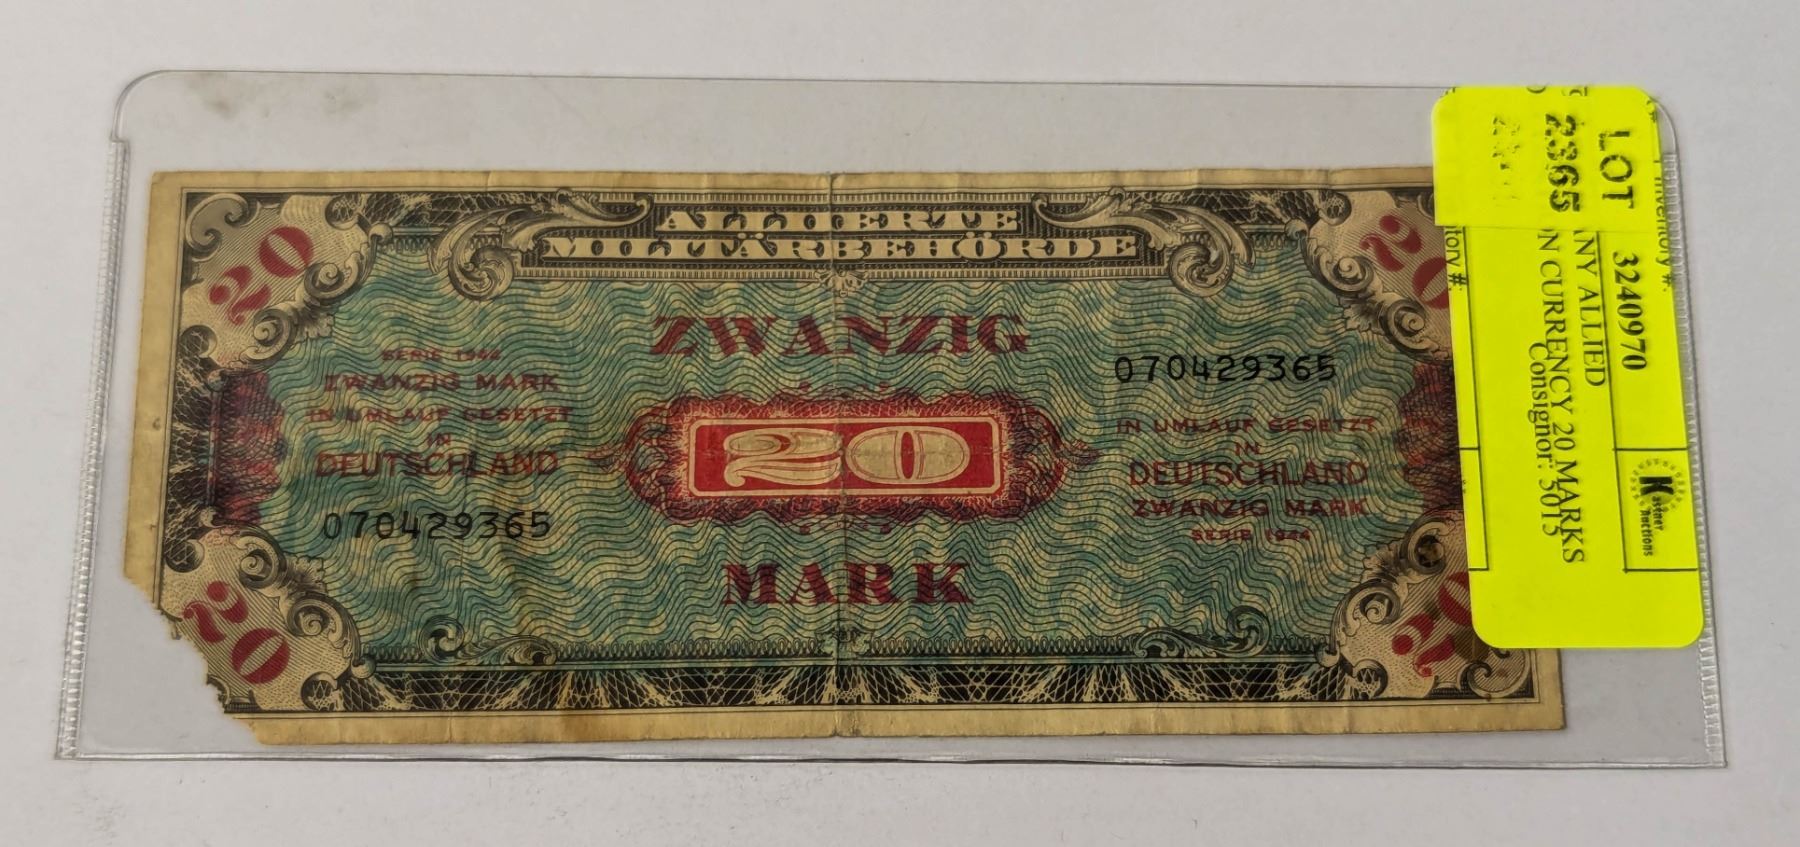 ALLIIERTE
MILITÄRBEHÖRDE
20
20
ZWANZIG
SERIE 1944
ZWANZIG MARK
IN UMLAUF GESETZT
IN
DEUTSCHLAND
070429365
20
070429365
IN UMLAUF GESETZT
IN
DEUTSCHLAND
ZWANZIG MARK
SERIE 1944
MARK
20
20
LOT
2365
3240970
ALLIED
CURRENCY 20 MARKS
Consignor: 5015
Kastner
Auctions